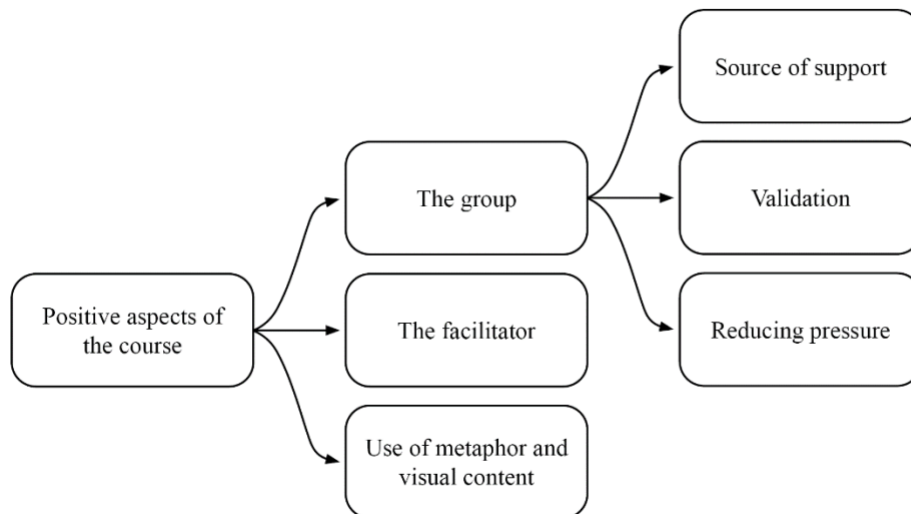 Positive aspects of
the course
The group
The facilitator
Use of metaphor and
visual content
Source of support
Validation
Reducing pressure